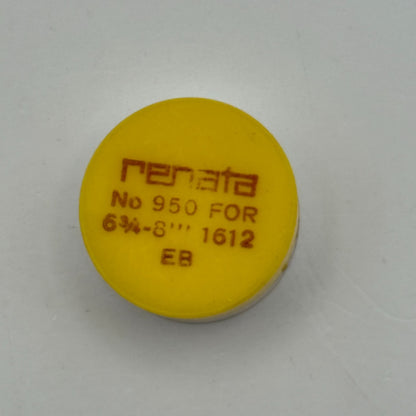 renata
No 950 FOR
6¾-8''' 1612
EB